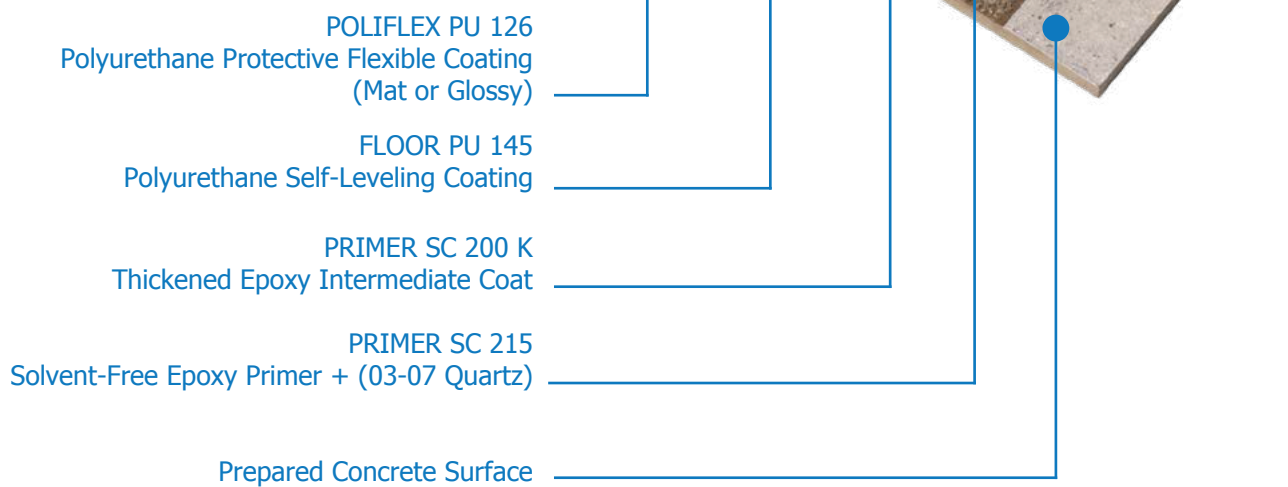 POLIFLEX PU 126
Polyurethane Protective Flexible Coating
(Mat or Glossy)
FLOOR PU 145
Polyurethane Self-Leveling Coating
PRIMER SC 200 K
Thickened Epoxy Intermediate Coat
PRIMER SC 215
Solvent-Free Epoxy Primer + (03-07 Quartz)
Prepared Concrete Surface